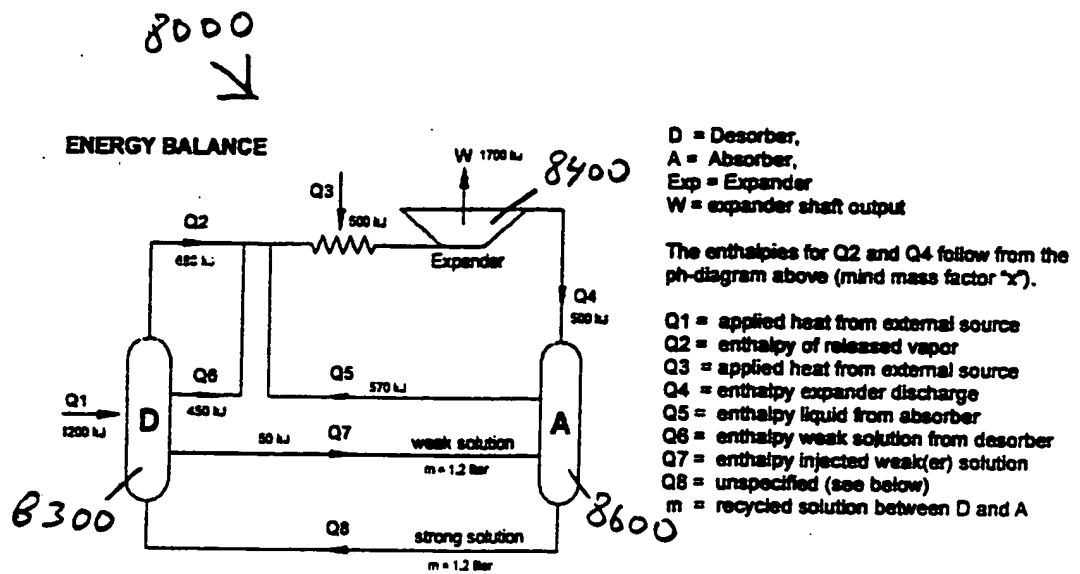 8000
ENERGY BALANCE
W 1700 kJ
8400
Q3
500 kJ
Q2
Expander
Q4
500 kJ
Q6
450 kJ
Q5
570 kJ
Q1
D
A
50 kJ
Q7
weak solution
m = 1.2 liter
8300
8600
Q8
strong solution
m = 1.2 liter
D = Desorber,
A = Absorber,
Exp = Expander
W = expander shaft output
The enthalpies for Q2 and Q4 follow from the
ph-diagram above (mind mass factor "x").
Q1 = applied heat from external source
Q2 = enthalpy of released vapor
Q3 = applied heat from external source
Q4 = enthalpy expander discharge
Q5 = enthalpy liquid from absorber
Q6 = enthalpy weak solution from desorber
Q7 = enthalpy injected weak(er) solution
Q8 = unspecified (see below)
m = recycled solution between D and A